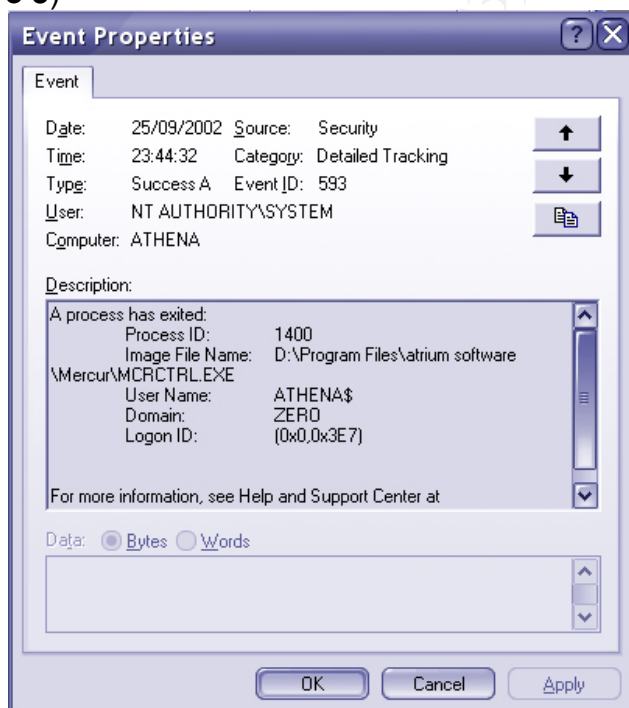 Event Properties
Event
Date: 25/09/2002 Source: Security
Time: 23:44:32 Category: Detailed Tracking
Type: Success A Event ID: 593
User: NT AUTHORITY\SYSTEM
Computer: ATHENA
Description:
A process has exited:
Process ID: 1400
Image File Name: D:\Program Files\atrium software
\Mercur\MCRCTRL.EXE
User Name: ATHENA$
Domain: ZERO
Logon ID: (0x0,0x3E7)
For more information, see Help and Support Center at
Data: Bytes Words
OK Cancel Apply